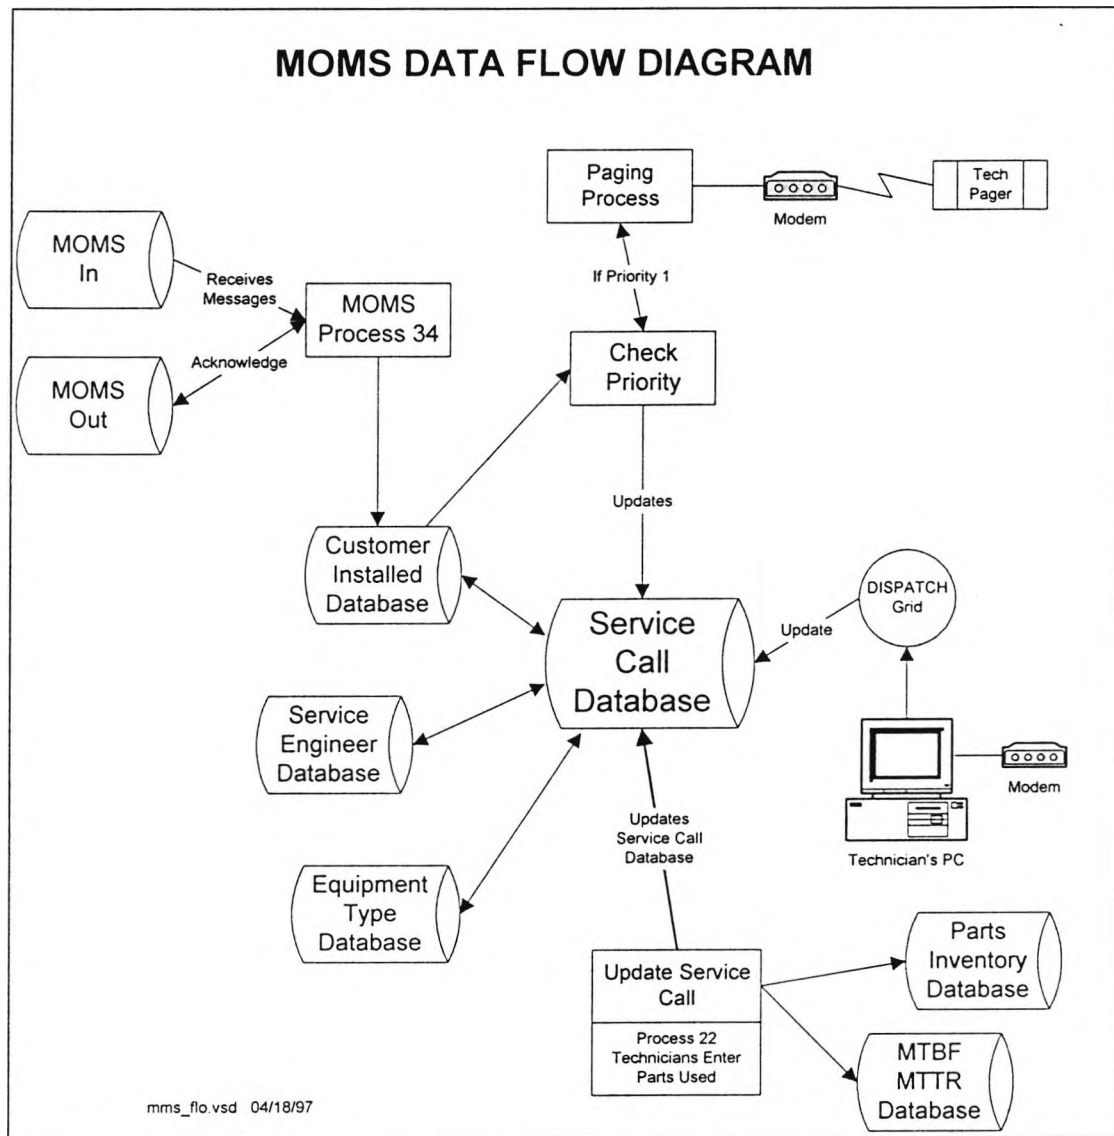 MOMS DATA FLOW DIAGRAM
Paging
Process
Modem
Tech
Pager
MOMS
In
Receives
Messages
If Priority 1
MOMS
Process 34
Acknowledge
MOMS
Out
Check
Priority
Updates
Customer
Installed
Database
DISPATCH
Grid
Service
Call
Database
Update
Service
Engineer
Database
Modem
Technician's PC
Updates
Service Call
Database
Equipment
Type
Database
Parts
Inventory
Database
Update Service
Call
Process 22
Technicians Enter
Parts Used
MTBF
MTTR
Database
mms_flo.vsd 04/18/97